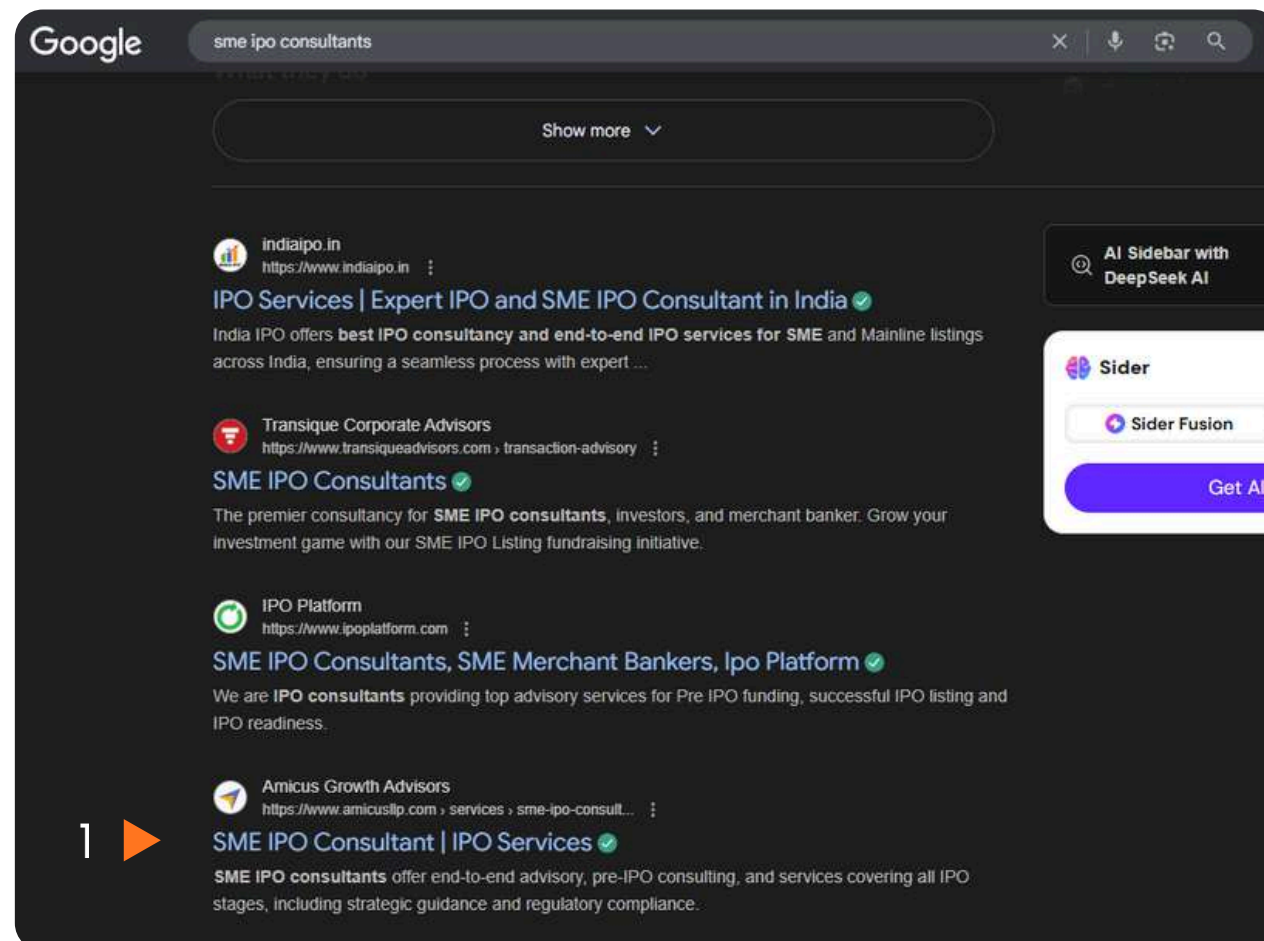 Google
sme ipo consultants
What they do
Show more
indiaipo.in
https://www.indiaipo.in
IPO Services | Expert IPO and SME IPO Consultant in India
India IPO offers best IPO consultancy and end-to-end IPO services for SME and Mainline listings
across India, ensuring a seamless process with expert ...
Transique Corporate Advisors
https://www.transiqueadvisors.com › transaction-advisory
SME IPO Consultants
The premier consultancy for SME IPO consultants, investors, and merchant banker. Grow your
investment game with our SME IPO Listing fundraising initiative.
IPO Platform
https://www.ipoplatform.com
SME IPO Consultants, SME Merchant Bankers, Ipo Platform
We are IPO consultants providing top advisory services for Pre IPO funding, successful IPO listing and
IPO readiness.
Amicus Growth Advisors
https://www.amicusllp.com › services › sme-ipo-consult...
1
SME IPO Consultant | IPO Services
SME IPO consultants offer end-to-end advisory, pre-IPO consulting, and services covering all IPO
stages, including strategic guidance and regulatory compliance.
AI Sidebar with
DeepSeek AI
Sider
Sider Fusion
Get AI